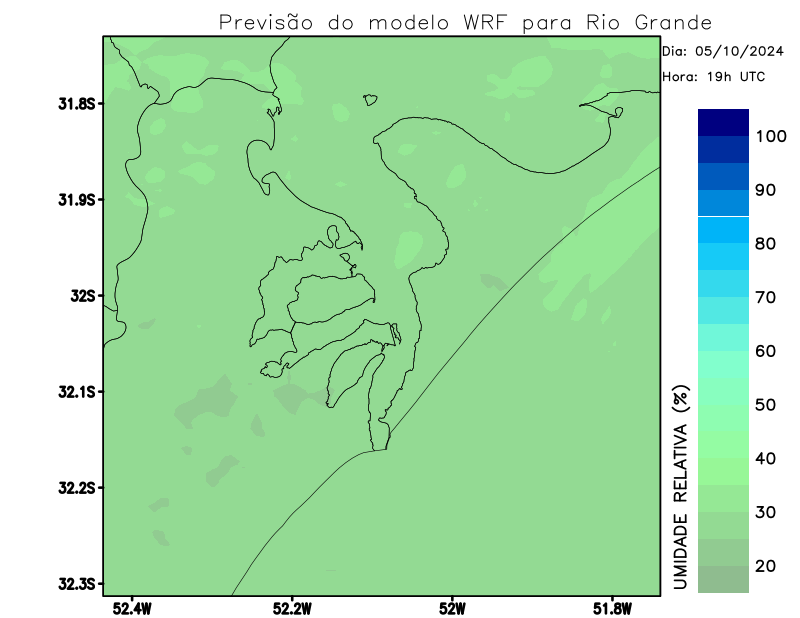 Previsão do modelo WRF para Rio Grande
Dia: 05/10/2024
Hora: 19h UTC
31.8S
31.9S
32S
32.1S
32.2S
32.3S
52.4W
52.2W
52W
51.8W
UMIDADE RELATIVA (%)
100
90
80
70
60
50
40
30
20